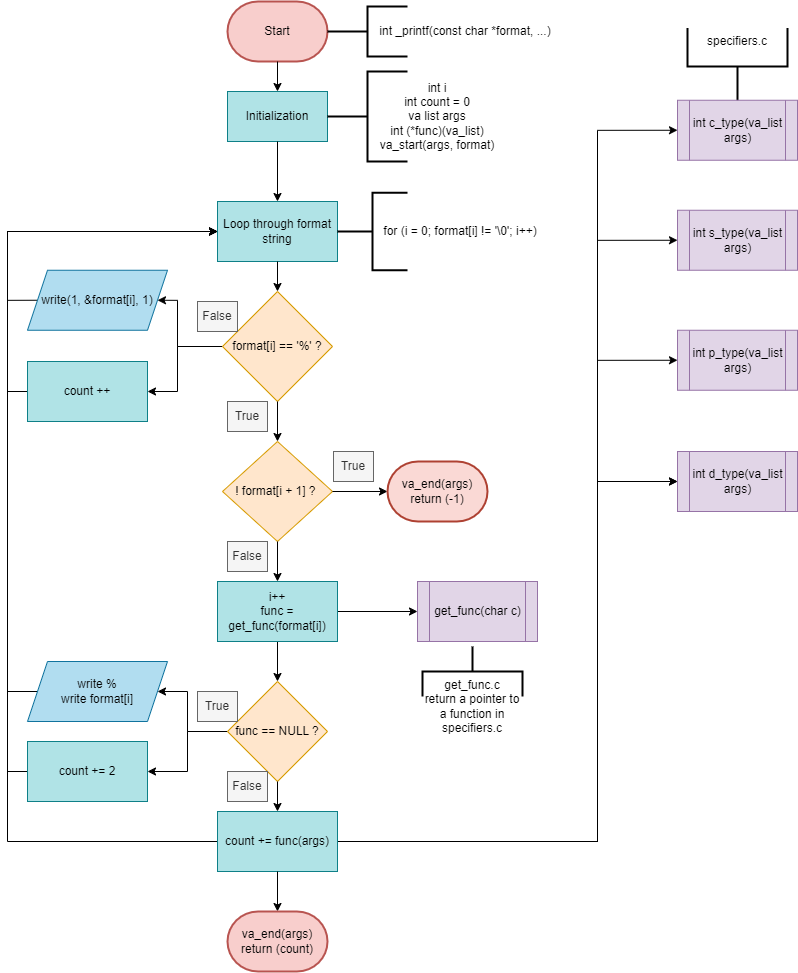 Start
int _printf(const char *format, ...)
specifiers.c
Initialization
int i
int count = 0
va list args
int (*func)(va_list)
va_start(args, format)
int c_type(va_list
args)
Loop through format
string
for (i = 0; format[i] != '\0'; i++)
int s_type(va_list
args)
write(1, &format[i], 1)
False
format[i] == '%' ?
count ++
True
int p_type(va_list
args)
! format[i + 1] ?
True
va_end(args)
return (-1)
int d_type(va_list
args)
False
i++
func =
get_func(format[i])
get_func(char c)
get_func.c
return a pointer to
a function in
specifiers.c
write %
write format[i]
True
func == NULL ?
count += 2
False
count += func(args)
va_end(args)
return (count)